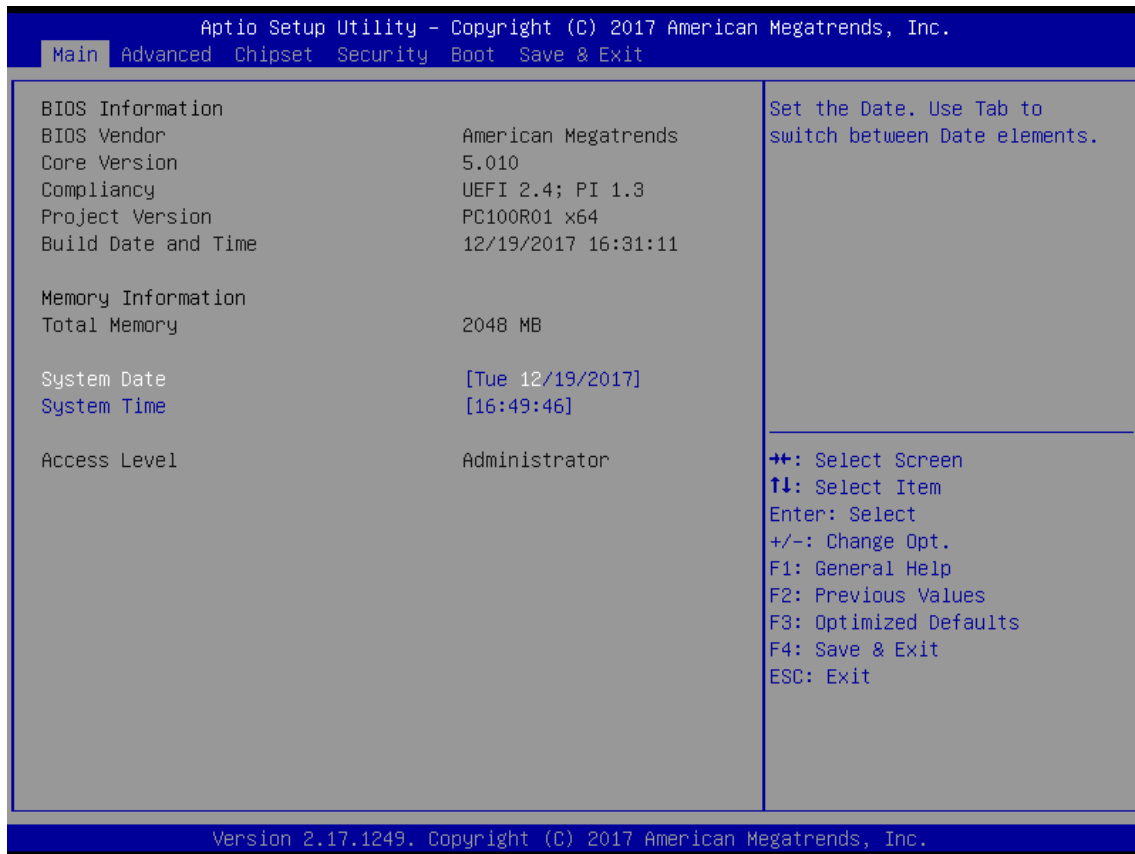 Aptio Setup Utility – Copyright (C) 2017 American Megatrends, Inc.
Main Advanced Chipset Security Boot Save & Exit
BIOS Information
BIOS Vendor American Megatrends
Core Version 5.010
Compliancy UEFI 2.4; PI 1.3
Project Version PC100R01 x64
Build Date and Time 12/19/2017 16:31:11
Memory Information
Total Memory 2048 MB
System Date [Tue 12/19/2017]
System Time [16:49:46]
Access Level Administrator
Set the Date. Use Tab to
switch between Date elements.
→←: Select Screen
↑↓: Select Item
Enter: Select
+/-: Change Opt.
F1: General Help
F2: Previous Values
F3: Optimized Defaults
F4: Save & Exit
ESC: Exit
Version 2.17.1249. Copyright (C) 2017 American Megatrends, Inc.